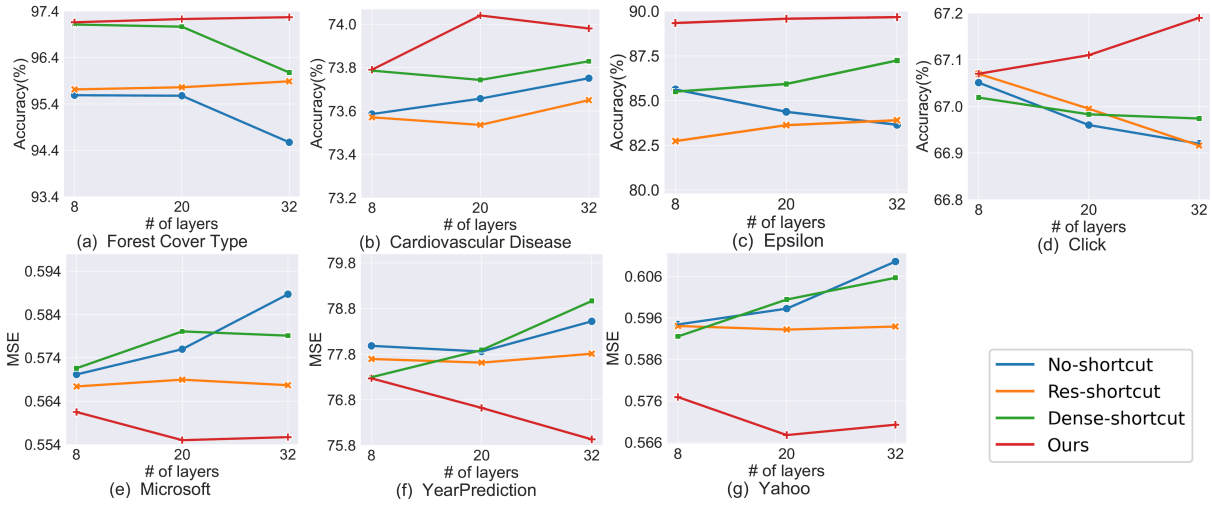 97.4
96.4
95.4
94.4
93.4
Accuracy(%)
8 20 32
# of layers
(a) Forest Cover Type
74.0
73.8
73.6
73.4
73.2
Accuracy(%)
8 20 32
# of layers
(b) Cardiovascular Disease
90.0
87.5
85.0
82.5
80.0
Accuracy(%)
8 20 32
# of layers
(c) Epsilon
67.2
67.1
67.0
66.9
66.8
Accuracy(%)
8 20 32
# of layers
(d) Click
0.594
0.584
0.574
0.564
0.554
MSE
8 20 32
# of layers
(e) Microsoft
79.8
78.8
77.8
76.8
75.8
MSE
8 20 32
# of layers
(f) YearPrediction
0.606
0.596
0.586
0.576
0.566
MSE
8 20 32
# of layers
(g) Yahoo
No-shortcut
Res-shortcut
Dense-shortcut
Ours